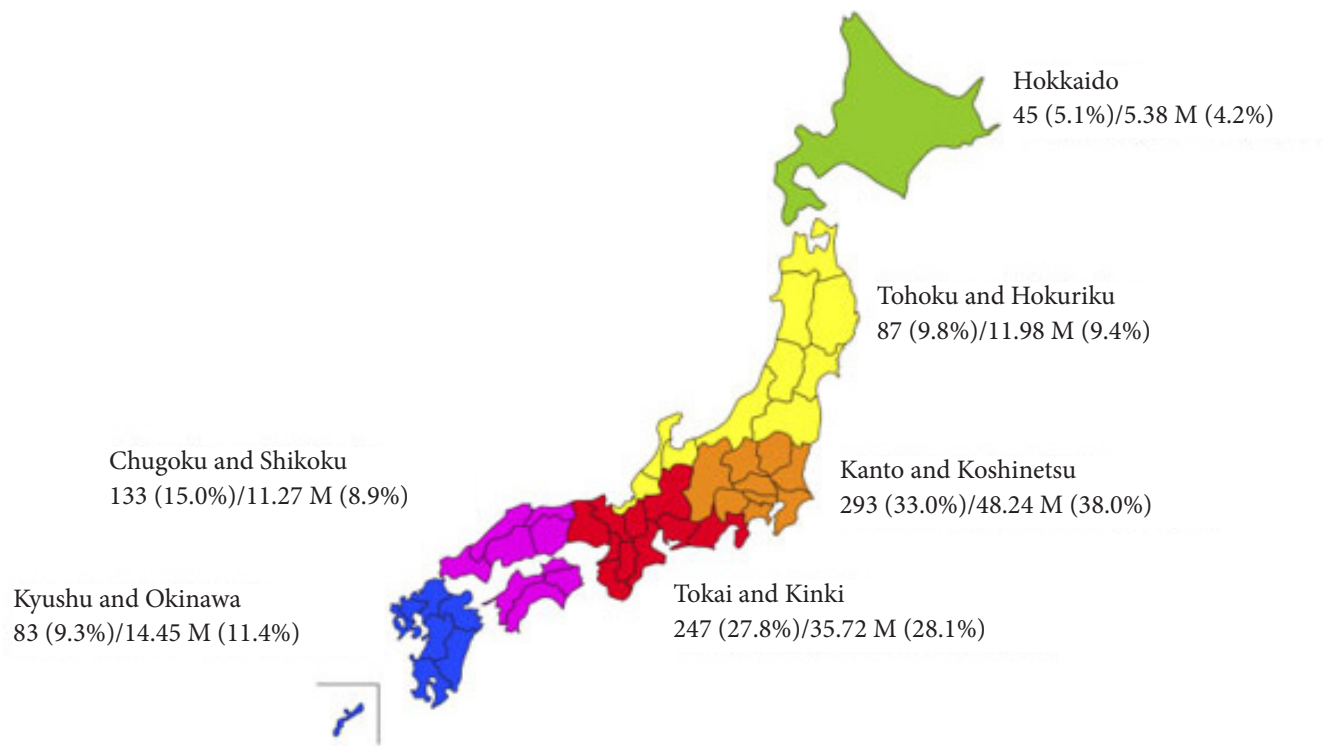 Hokkaido
45 (5.1%)/5.38 M (4.2%)
Tohoku and Hokuriku
87 (9.8%)/11.98 M (9.4%)
Chugoku and Shikoku
133 (15.0%)/11.27 M (8.9%)
Kanto and Koshinetsu
293 (33.0%)/48.24 M (38.0%)
Kyushu and Okinawa
83 (9.3%)/14.45 M (11.4%)
Tokai and Kinki
247 (27.8%)/35.72 M (28.1%)